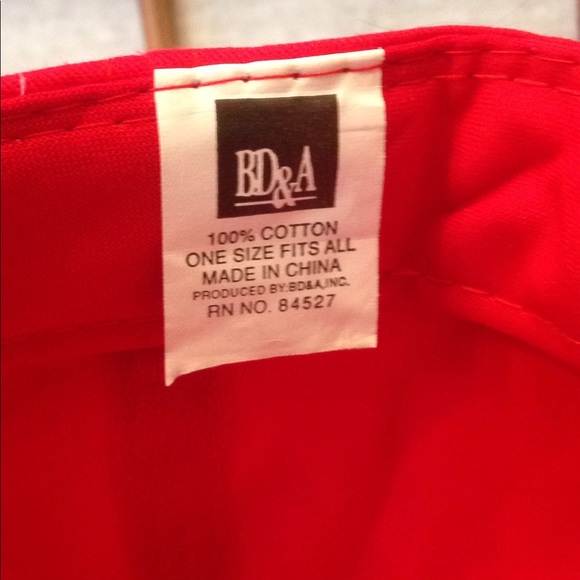 BD&A
100% COTTON
ONE SIZE FITS ALL
MADE IN CHINA
PRODUCED BY:BD&A,INC.
RN NO. 84527